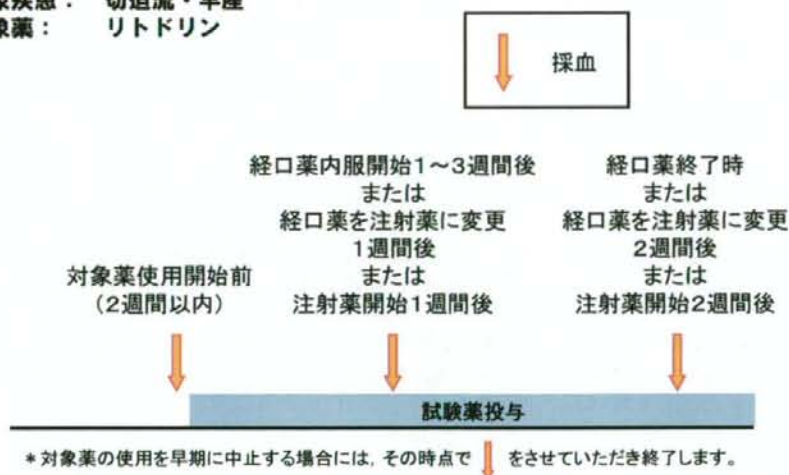 疾患： 切迫流・早産
薬： リトドリン
採血
経口薬内服開始1～3週間後
または
経口薬を注射薬に変更
1週間後
または
注射薬開始1週間後
経口薬終了時
または
経口薬を注射薬に変更
2週間後
または
注射薬開始2週間後
対象薬使用開始前
（2週間以内）
試験薬投与
＊対象薬の使用を早期に中止する場合には，その時点で をさせていただき終了します。